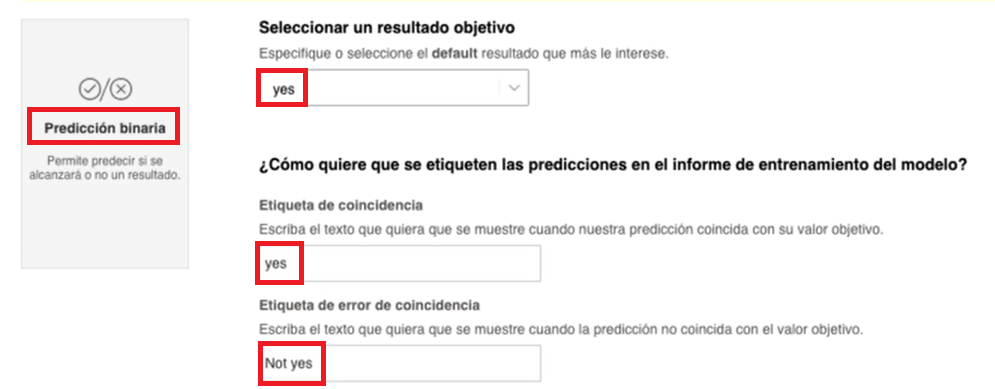 Predicción binaria
Permite predecir si se
alcanzará o no un resultado.
Seleccionar un resultado objetivo
Especifique o seleccione el default resultado que más le interese.
yes
¿Cómo quiere que se etiqueten las predicciones en el informe de entrenamiento del modelo?
Etiqueta de coincidencia
Escriba el texto que quiera que se muestre cuando nuestra predicción coincida con su valor objetivo.
yes
Etiqueta de error de coincidencia
Escriba el texto que quiera que se muestre cuando la predicción no coincida con el valor objetivo.
Not yes